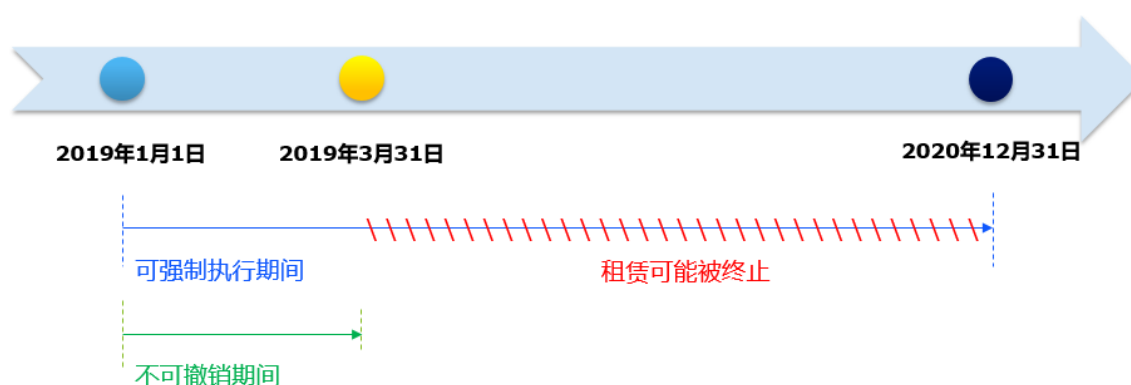 2019年1月1日
2019年3月31日
2020年12月31日
可强制执行期间
租赁可能被终止
不可撤销期间